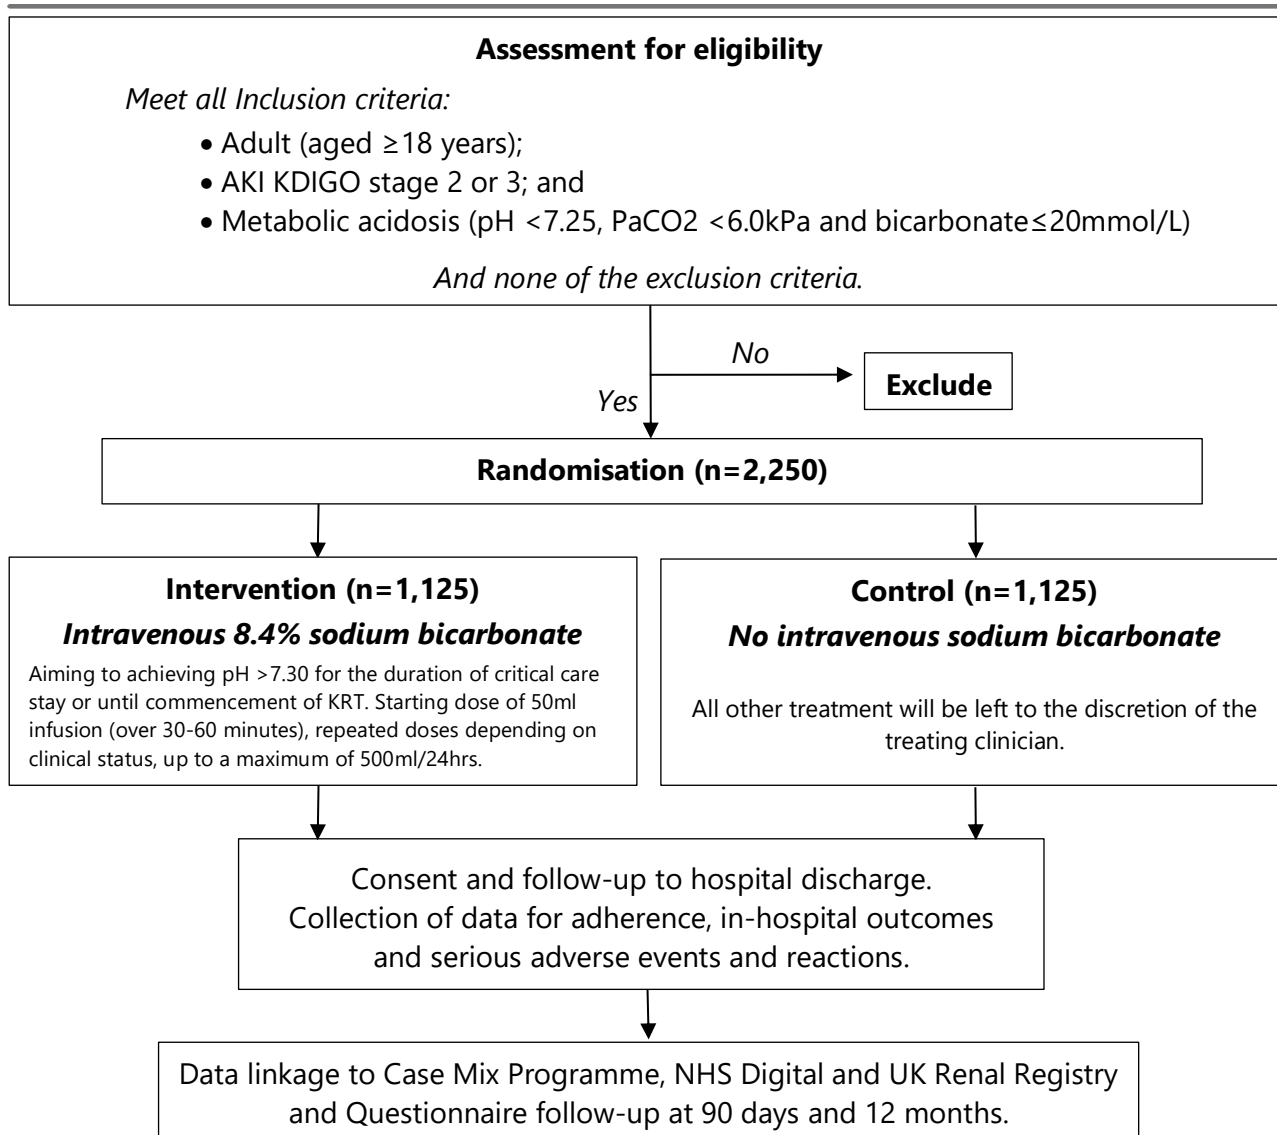 Assessment for eligibility
Meet all Inclusion criteria:
• Adult (aged ≥18 years);
• AKI KDIGO stage 2 or 3; and
• Metabolic acidosis (pH <7.25, PaCO2 <6.0kPa and bicarbonate≤20mmol/L)
And none of the exclusion criteria.
No
Exclude
Yes
Randomisation (n=2,250)
Intervention (n=1,125)
Intravenous 8.4% sodium bicarbonate
Aiming to achieving pH >7.30 for the duration of critical care
stay or until commencement of KRT. Starting dose of 50ml
infusion (over 30-60 minutes), repeated doses depending on
clinical status, up to a maximum of 500ml/24hrs.
Control (n=1,125)
No intravenous sodium bicarbonate
All other treatment will be left to the discretion of the
treating clinician.
Consent and follow-up to hospital discharge.
Collection of data for adherence, in-hospital outcomes
and serious adverse events and reactions.
Data linkage to Case Mix Programme, NHS Digital and UK Renal Registry
and Questionnaire follow-up at 90 days and 12 months.